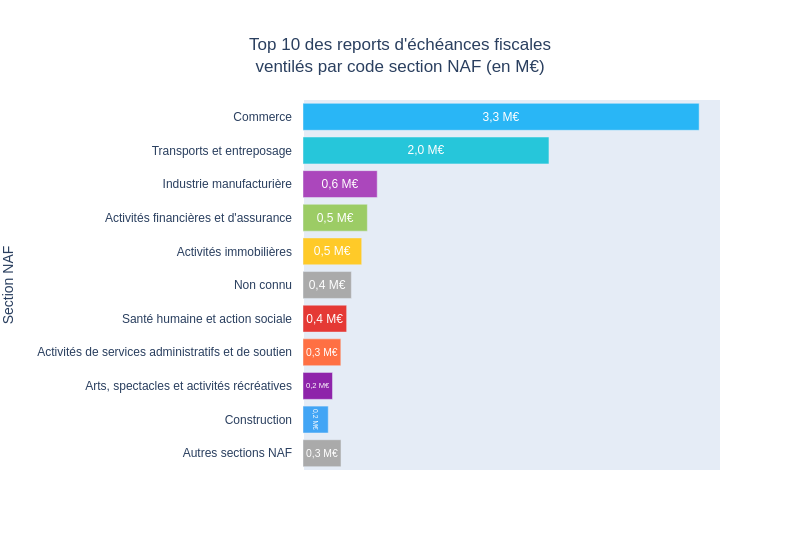 Top 10 des reports d'échéances fiscales
ventilés par code section NAF (en M€)
Section NAF
Commerce 3,3 M€
Transports et entreposage 2,0 M€
Industrie manufacturière 0,6 M€
Activités financières et d'assurance 0,5 M€
Activités immobilières 0,5 M€
Non connu 0,4 M€
Santé humaine et action sociale 0,4 M€
Activités de services administratifs et de soutien 0,3 M€
Arts, spectacles et activités récréatives 0,2 M€
Construction 0,2 M€
Autres sections NAF 0,3 M€